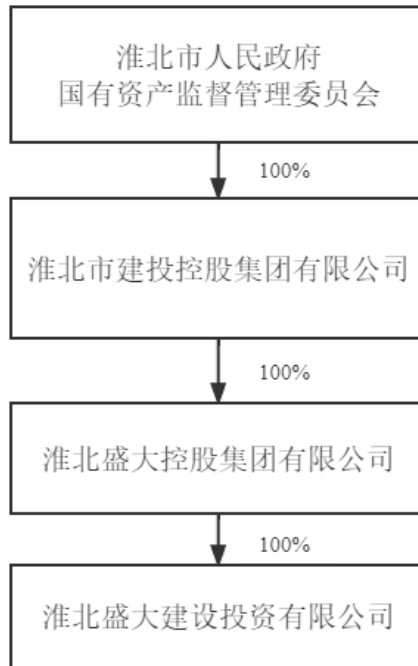 淮北市人民政府
国有资产监督管理委员会
100%
淮北市建投控股集团有限公司
100%
淮北盛大控股集团有限公司
100%
淮北盛大建设投资有限公司